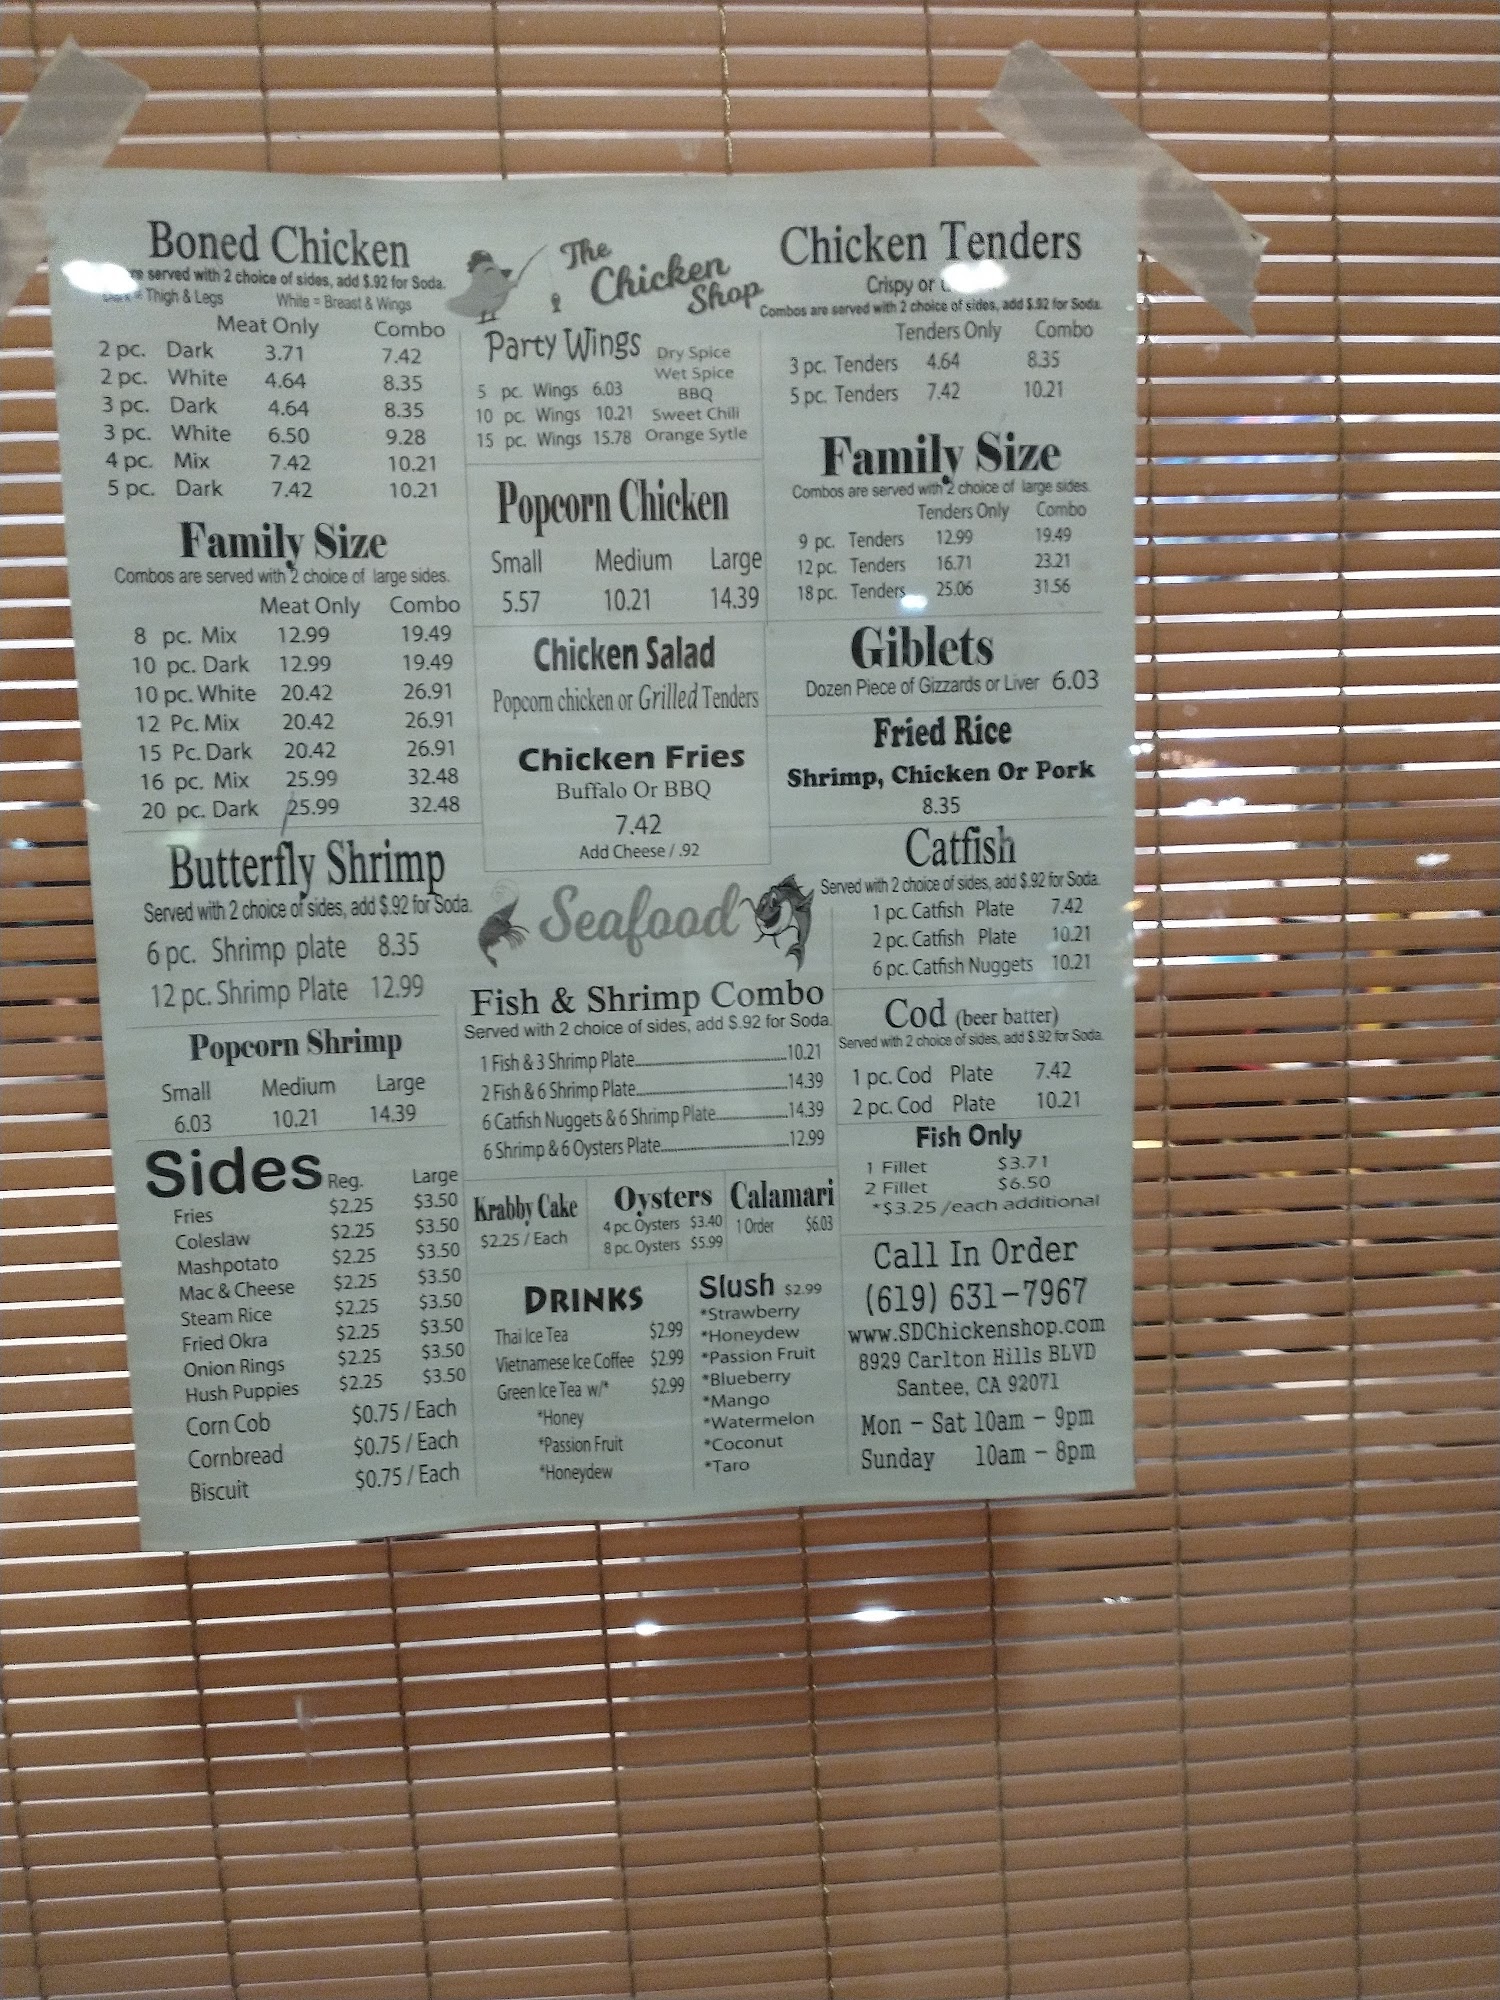 Boned Chicken
are served with 2 choice of sides, add $.92 for Soda.
= Thigh & Legs White = Breast & Wings
Meat Only Combo
2 pc. Dark 3.71 7.42
2 pc. White 4.64 8.35
3 pc. Dark 4.64 8.35
3 pc. White 6.50 9.28
4 pc. Mix 7.42 10.21
5 pc. Dark 7.42 10.21
Family Size
Combos are served with 2 choice of large sides.
Meat Only Combo
8 pc. Mix 12.99 19.49
10 pc. Dark 12.99 19.49
10 pc. White 20.42 26.91
12 Pc. Mix 20.42 26.91
15 Pc. Dark 20.42 26.91
16 pc. Mix 25.99 32.48
20 pc. Dark 25.99 32.48
Butterfly Shrimp
Served with 2 choice of sides, add $.92 for Soda.
6 pc. Shrimp plate 8.35
12 pc. Shrimp Plate 12.99
Popcorn Shrimp
Small Medium Large
6.03 10.21 14.39
Sides Reg. Large
Fries $2.25 $3.50
Coleslaw $2.25 $3.50
Mashpotato $2.25 $3.50
Mac & Cheese $2.25 $3.50
Steam Rice $2.25 $3.50
Fried Okra $2.25 $3.50
Onion Rings $2.25 $3.50
Hush Puppies $2.25 $3.50
Corn Cob $0.75 / Each
Cornbread $0.75 / Each
Biscuit $0.75 / Each
The
Chicken
Shop
Party Wings
Dry Spice
Wet Spice
BBQ
Sweet Chili
Orange Sytle
5 pc. Wings 6.03
10 pc. Wings 10.21
15 pc. Wings 15.78
Popcorn Chicken
Small Medium Large
5.57 10.21 14.39
Chicken Salad
Popcorn chicken or Grilled Tenders
Chicken Fries
Buffalo Or BBQ
7.42
Add Cheese / .92
Seafood
Fish & Shrimp Combo
Served with 2 choice of sides, add $.92 for Soda.
1 Fish & 3 Shrimp Plate 10.21
2 Fish & 6 Shrimp Plate 14.39
6 Catfish Nuggets & 6 Shrimp Plate 14.39
6 Shrimp & 6 Oysters Plate 12.99
Krabby Cake
$2.25 / Each
Oysters
4 pc. Oysters $3.40
8 pc. Oysters $5.99
Calamari
1 Order $6.03
DRINKS
Thai Ice Tea $2.99
Vietnamese Ice Coffee $2.99
Green Ice Tea w/* $2.99
*Honey
*Passion Fruit
*Honeydew
Slush $2.99
*Strawberry
*Honeydew
*Passion Fruit
*Blueberry
*Mango
*Watermelon
*Coconut
*Taro
Chicken Tenders
Crispy or
Combos are served with 2 choice of sides, add $.92 for Soda.
Tenders Only Combo
3 pc. Tenders 4.64 8.35
5 pc. Tenders 7.42 10.21
Family Size
Combos are served with 2 choice of large sides.
Tenders Only Combo
9 pc. Tenders 12.99 19.49
12 pc. Tenders 16.71 23.21
18 pc. Tenders 25.06 31.56
Giblets
Dozen Piece of Gizzards or Liver 6.03
Fried Rice
Shrimp, Chicken Or Pork
8.35
Catfish
Served with 2 choice of sides, add $.92 for Soda.
1 pc. Catfish Plate 7.42
2 pc. Catfish Plate 10.21
6 pc. Catfish Nuggets 10.21
Cod (beer batter)
Served with 2 choice of sides, add $.92 for Soda.
1 pc. Cod Plate 7.42
2 pc. Cod Plate 10.21
Fish Only
1 Fillet $3.71
2 Fillet $6.50
*$3.25 /each additional
Call In Order
(619) 631-7967
www.SDChickenshop.com
8929 Carlton Hills BLVD
Santee, CA 92071
Mon - Sat 10am - 9pm
Sunday 10am - 8pm